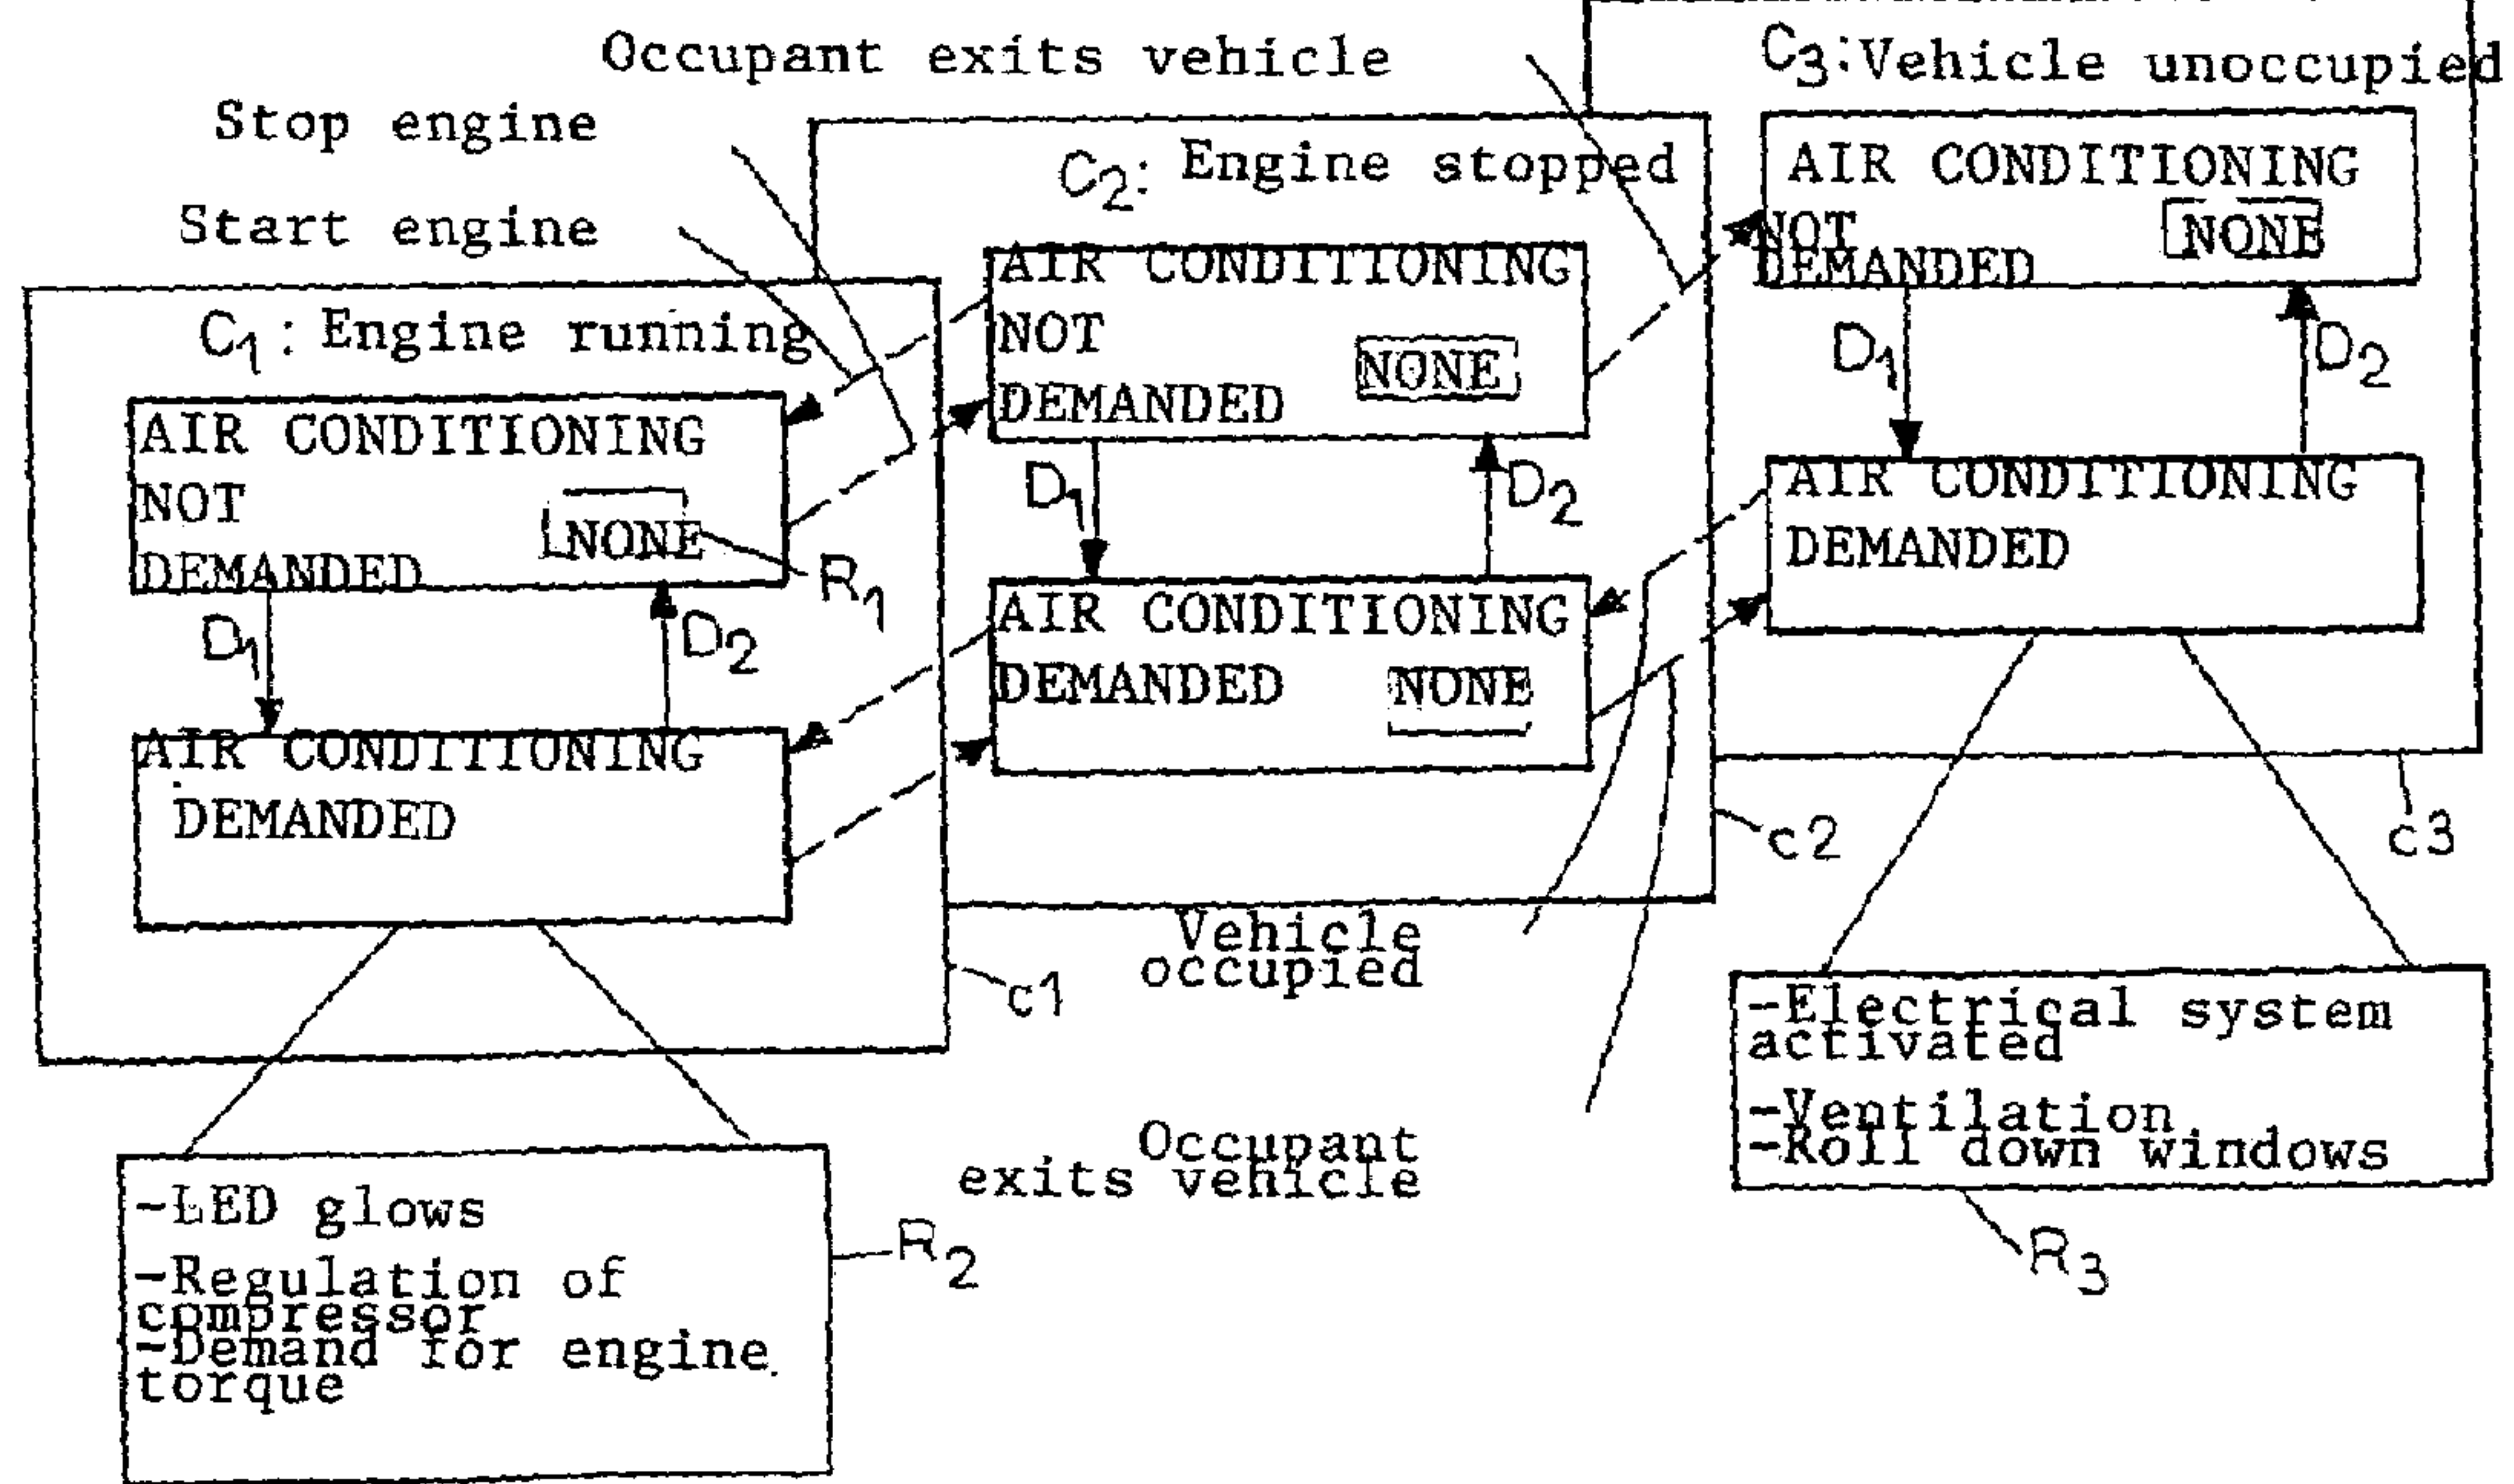 Occupant exits vehicle
Stop engine
Start engine
C1: Engine running
AIR CONDITIONING
NOT
NONE
DEMANDED
R1
D1
D2
AIR CONDITIONING
DEMANDED
c1
-LED glows
-Regulation of
compressor
-Demand for engine
torque
R2
C2: Engine stopped
AIR CONDITIONING
NOT
NONE
DEMANDED
D1
D2
AIR CONDITIONING
DEMANDED NONE
c2
Vehicle
occupied
Occupant
exits vehicle
C3:Vehicle unoccupied
AIR CONDITIONING
NOT NONE
DEMANDED
D1
D2
AIR CONDITIONING
DEMANDED
c3
-Electrical system
activated
-Ventilation
-Roll down windows
R3